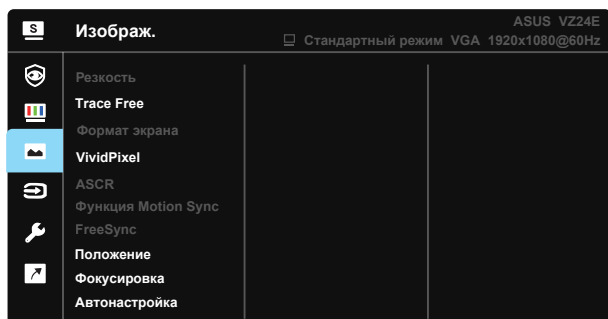 S
Изображ.
ASUS VZ24E
Стандартный режим VGA 1920x1080@60Hz
Резкость
Trace Free
Формат экрана
VividPixel
ASCR
Функция Motion Sync
FreeSync
Положение
Фокусировка
Автонастройка